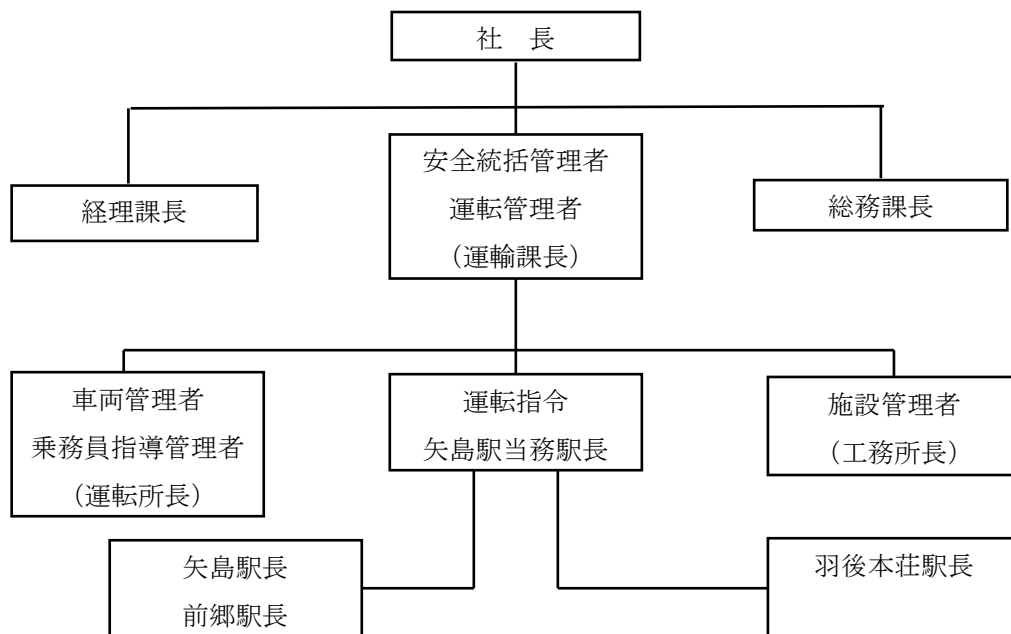 社　長
経理課長
安全統括管理者
運転管理者
（運輸課長）
総務課長
車両管理者
乗務員指導管理者
（運転所長）
運転指令
矢島駅当務駅長
施設管理者
（工務所長）
矢島駅長
前郷駅長
羽後本荘駅長